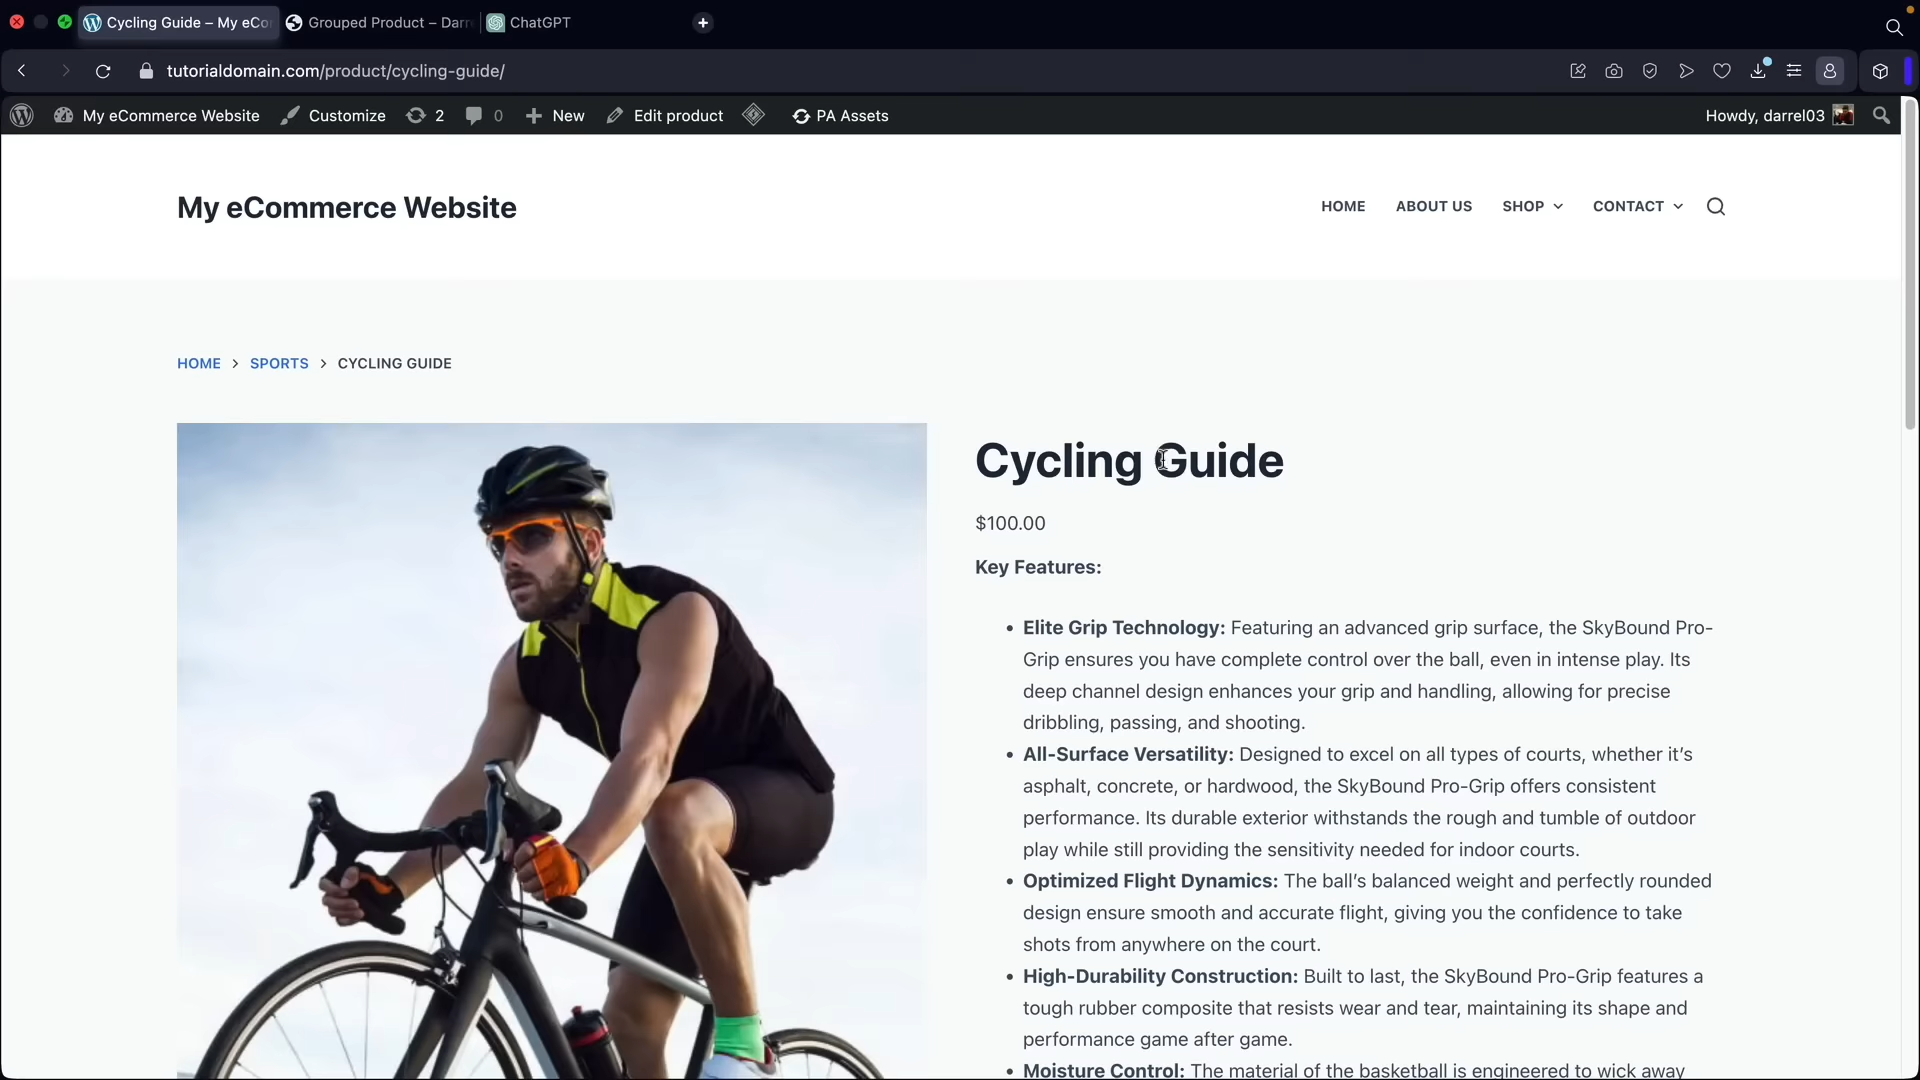 Cycling Guide – My eCo
Grouped Product – Darr
ChatGPT
tutorialdomain.com/product/cycling-guide/
My eCommerce Website
Customize
2
0
New
Edit product
PA Assets
Howdy, darrel03
My eCommerce Website
HOME
ABOUT US
SHOP
CONTACT
HOME > SPORTS > CYCLING GUIDE
Cycling Guide
$100.00
Key Features:
• Elite Grip Technology: Featuring an advanced grip surface, the SkyBound Pro-
Grip ensures you have complete control over the ball, even in intense play. Its
deep channel design enhances your grip and handling, allowing for precise
dribbling, passing, and shooting.
• All-Surface Versatility: Designed to excel on all types of courts, whether it’s
asphalt, concrete, or hardwood, the SkyBound Pro-Grip offers consistent
performance. Its durable exterior withstands the rough and tumble of outdoor
play while still providing the sensitivity needed for indoor courts.
• Optimized Flight Dynamics: The ball’s balanced weight and perfectly rounded
design ensure smooth and accurate flight, giving you the confidence to take
shots from anywhere on the court.
• High-Durability Construction: Built to last, the SkyBound Pro-Grip features a
tough rubber composite that resists wear and tear, maintaining its shape and
performance game after game.
• Moisture Control: The material of the basketball is engineered to wick away